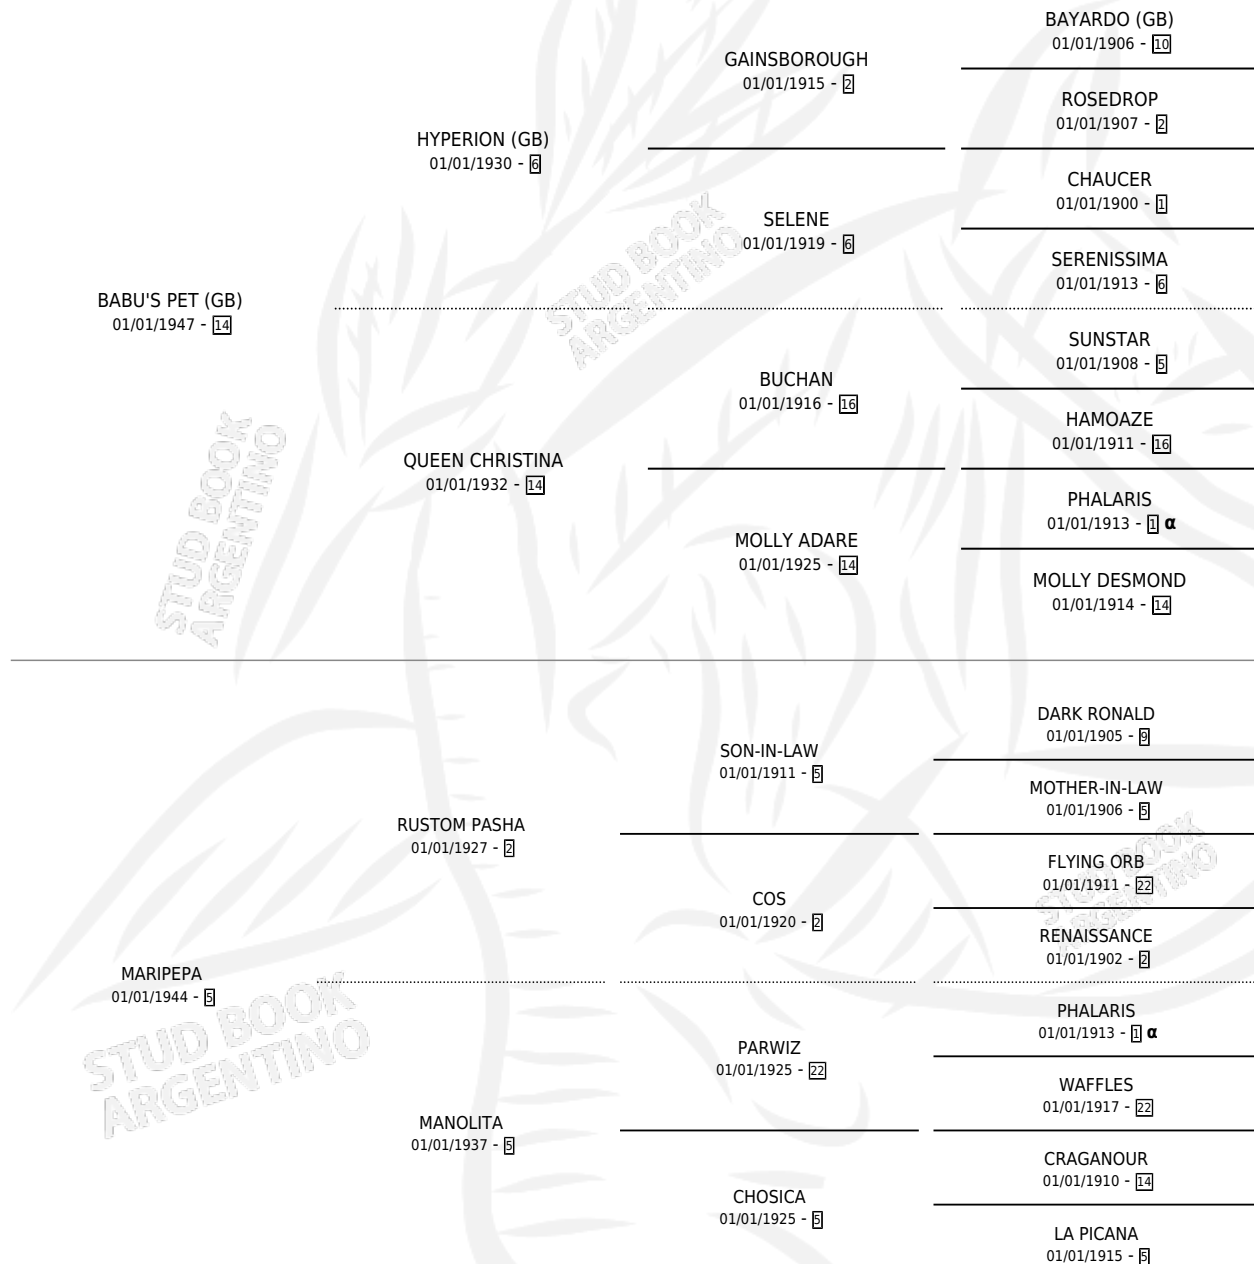 BAYARDO (GB)
01/01/1906 - 10
GAINSBOROUGH
01/01/1915 - 2
ROSEDROP
01/01/1907 - 2
HYPERION (GB)
01/01/1930 - 6
CHAUCER
01/01/1900 - 1
SELENE
01/01/1919 - 6
SERENISSIMA
01/01/1913 - 6
STUD BOOK
ARGENTINO
BABU'S PET (GB)
01/01/1947 - 14
SUNSTAR
01/01/1908 - 5
BUCHAN
01/01/1916 - 16
HAMOAZE
01/01/1911 - 16
QUEEN CHRISTINA
01/01/1932 - 14
PHALARIS
01/01/1913 - 1 α
MOLLY ADARE
01/01/1925 - 14
MOLLY DESMOND
01/01/1914 - 14
STUD BOOK
ARGENTINO
DARK RONALD
01/01/1905 - 9
SON-IN-LAW
01/01/1911 - 5
MOTHER-IN-LAW
01/01/1906 - 5
RUSTOM PASHA
01/01/1927 - 2
FLYING ORB
01/01/1911 - 22
COS
01/01/1920 - 2
RENAISSANCE
01/01/1902 - 2
STUD BOOK
ARGENTINO
MARIPEPA
01/01/1944 - 5
PHALARIS
01/01/1913 - 1 α
PARWIZ
01/01/1925 - 22
WAFFLES
01/01/1917 - 22
MANOLITA
01/01/1937 - 5
CRAGANOUR
01/01/1910 - 14
CHOSICA
01/01/1925 - 5
LA PICANA
01/01/1915 - 5
STUD BOOK
ARGENTINO